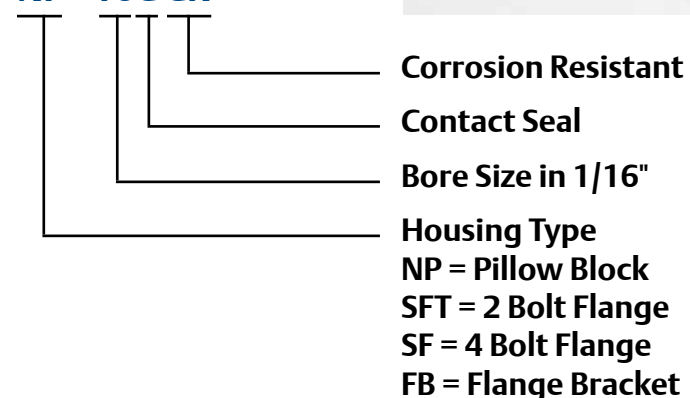 Corrosion Resistant
Contact Seal
Bore Size in 1/16"
Housing Type
NP = Pillow Block
SFT = 2 Bolt Flange
SF = 4 Bolt Flange
FB = Flange Bracket